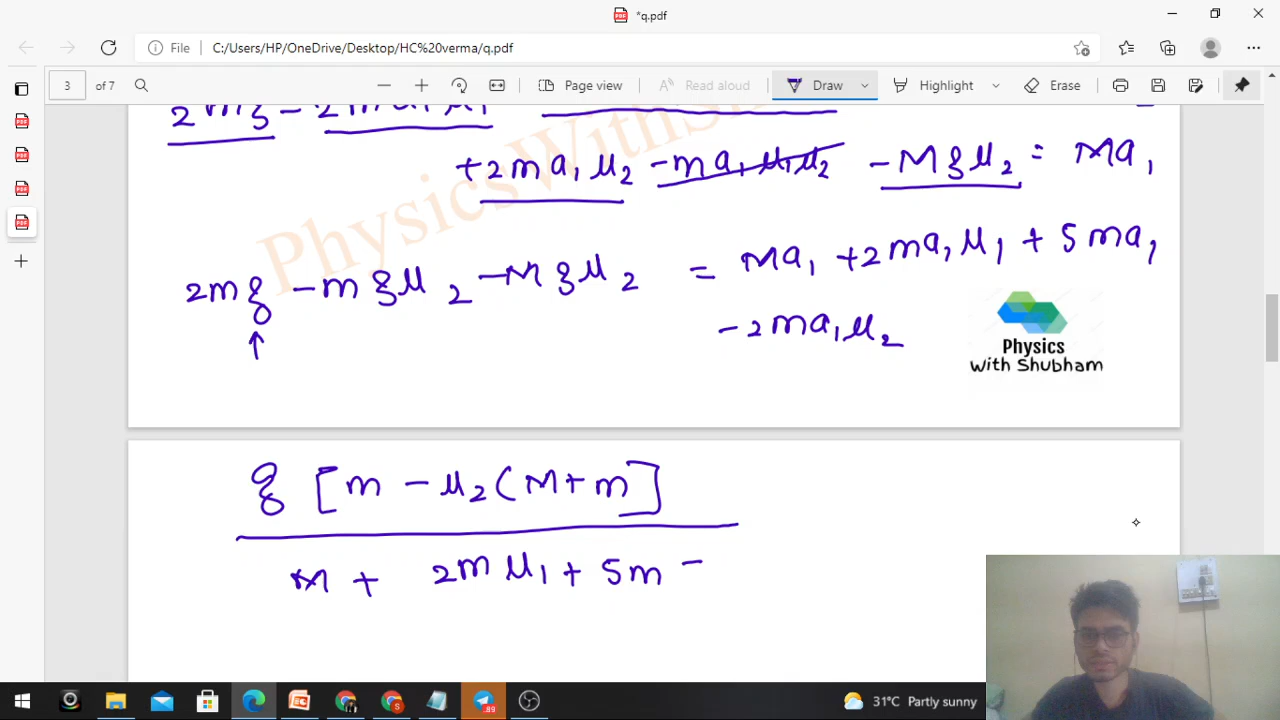 *q.pdf
File C:/Users/HP/OneDrive/Desktop/HC%20verma/q.pdf
3 of 7 Page view Read aloud Draw Highlight Erase
2mg - 2ma₁μ₁
+2ma₁μ₂ -ma₁μ₁μ₂ -Mgμ₂ = Ma₁
2mg -mgμ₂ -Mgμ₂ = Ma₁ +2ma₁μ₁ + 5ma₁
-2ma₁μ₂
Physics
with Shubham
g [m - μ₂(M+m]
M + 2mμ₁ + 5m -
31°C Partly sunny